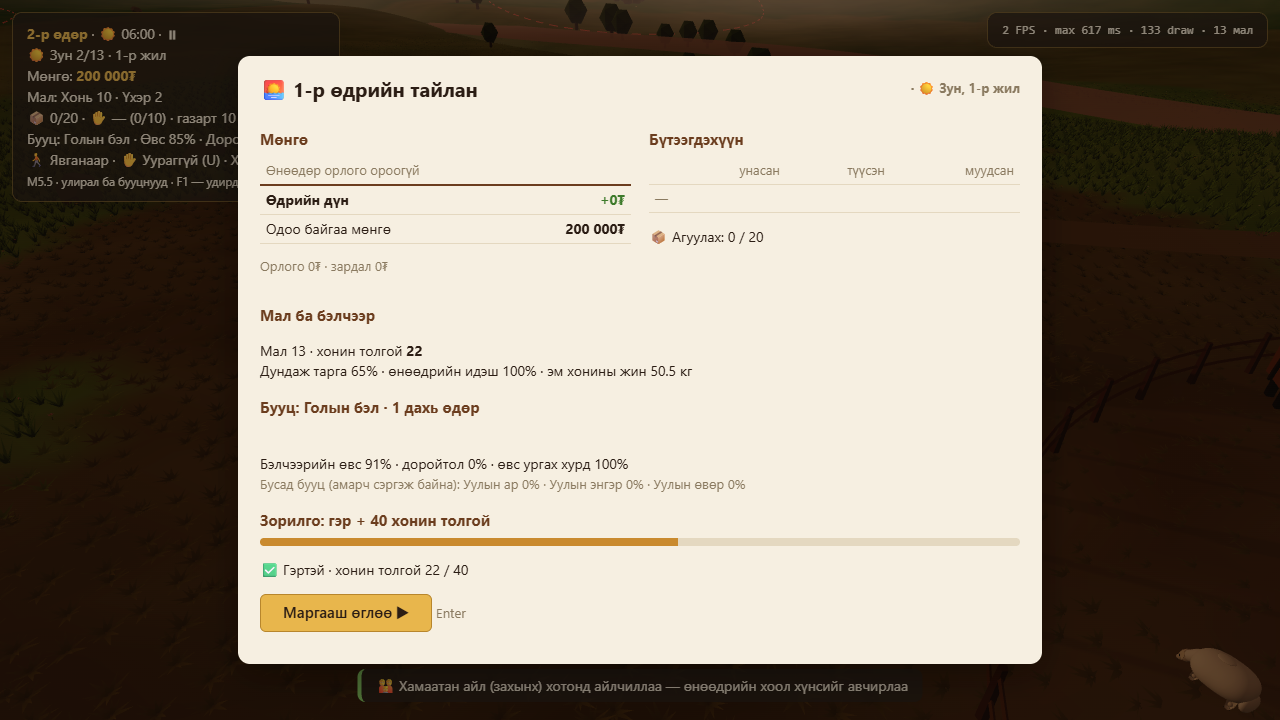 2-р өдөр · 06:00 ·
Зун 2/13 · 1-р жил
Мөнгө: 200 000₮
Мал: Хонь 10 · Үхэр 2
0/20 · — (0/10) · газарт 10
Бууц: Голын бэл · Өвс 85% ·
Явганаар · Уураггүй (U) ·
M5.5 · улирал ба бууцнууд · F1 —
2 FPS · max 617 ms · 133 draw · 13 мал
1-р өдрийн тайлан
· Зун, 1-р жил
Мөнгө
Өнөөдөр орлого ороогүй
Өдрийн дүн +0₮
Одоо байгаа мөнгө 200 000₮
Орлого 0₮ · зардал 0₮
Бүтээгдэхүүн
унасан түүсэн муудсан
—
Агуулах: 0 / 20
Мал ба бэлчээр
Мал 13 · хонин толгой 22
Дундаж тарга 65% · өнөөдрийн идэш 100% · эм хонины жин 50.5 кг
Бууц: Голын бэл · 1 дахь өдөр
Бэлчээрийн өвс 91% · доройтол 0% · өвс ургах хурд 100%
Бусад бууц (амарч сэргэж байна): Уулын ар 0% · Уулын энгэр 0% · Уулын өвөр 0%
Зорилго: гэр + 40 хонин толгой
Гэртэй · хонин толгой 22 / 40
Маргааш өглөө ▶ Enter
Хамаатан айл (захынх) хотонд айлчиллаа — өнөөдрийн хоол хүнсийг авчирлаа